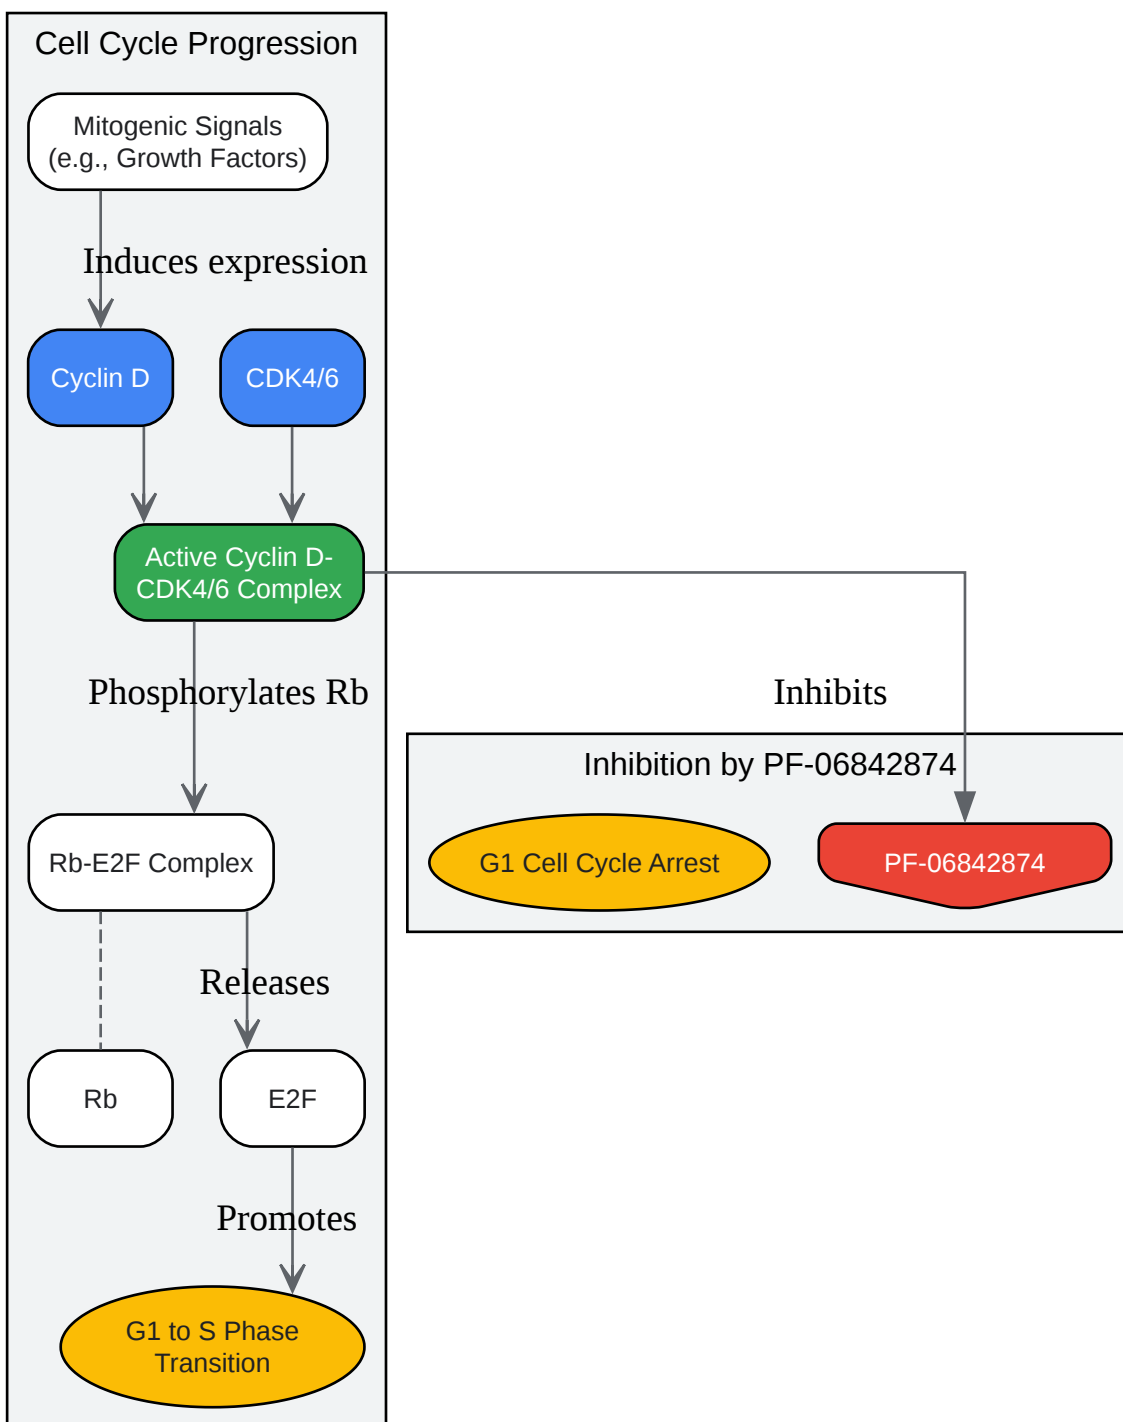 Cell Cycle Progression
Mitogenic Signals
(e.g., Growth Factors)
Induces expression
Cyclin D
CDK4/6
Active Cyclin D-
CDK4/6 Complex
Phosphorylates Rb
Inhibits
Inhibition by PF-06842874
Rb-E2F Complex
G1 Cell Cycle Arrest
PF-06842874
Releases
Rb
E2F
Promotes
G1 to S Phase
Transition